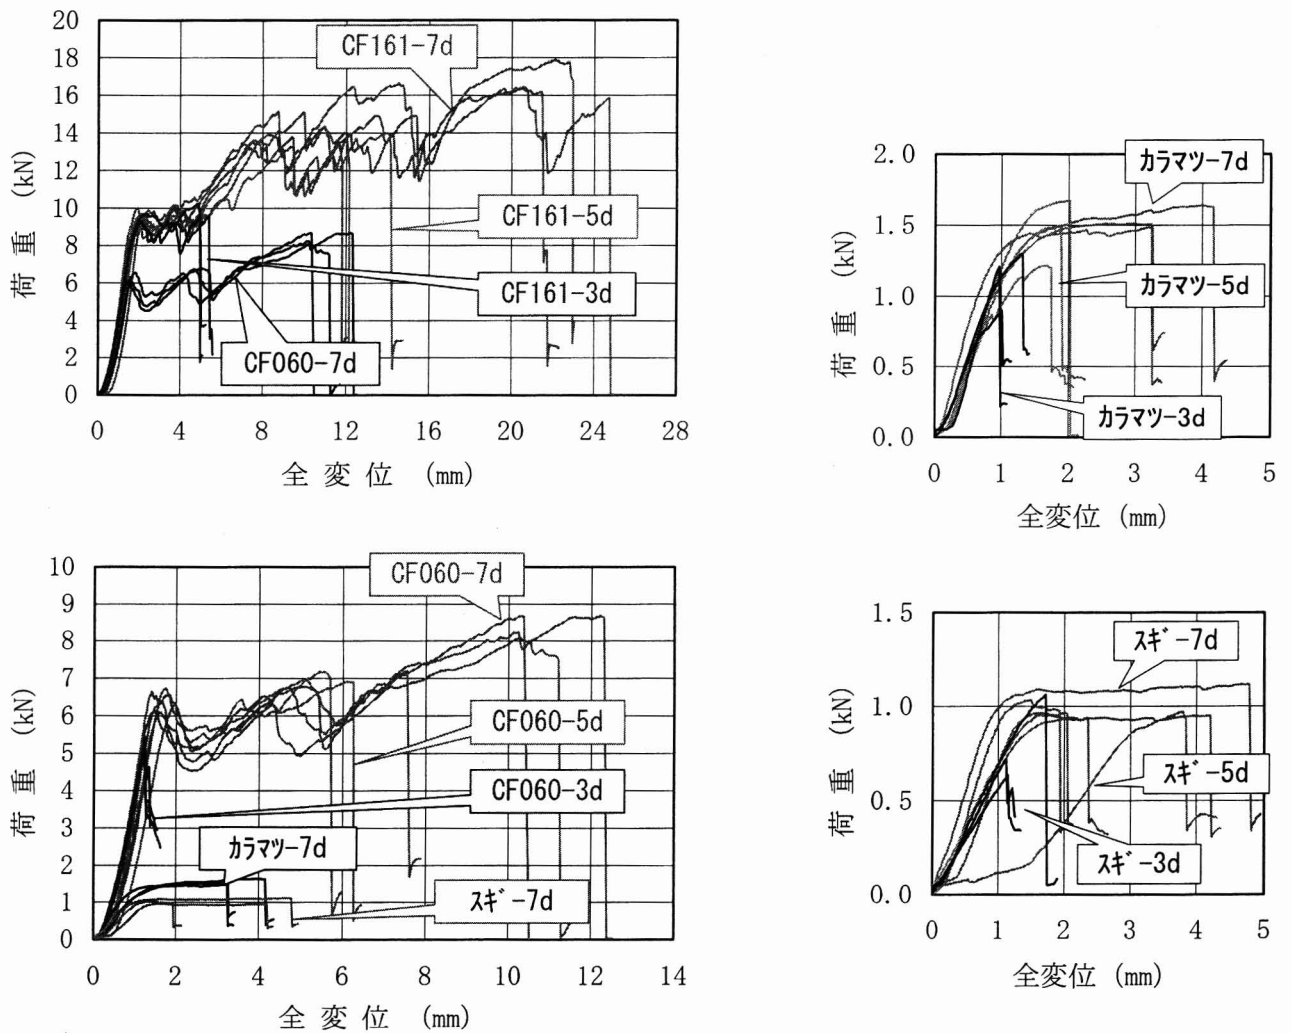 20
18
16
14
12
10
8
6
4
2
0
荷 重 (kN)
CF161-7d
CF161-5d
CF161-3d
CF060-7d
0 4 8 12 16 20 24 28
全 変 位 (mm)
2.0
1.5
1.0
0.5
0.0
荷 重 (kN)
カラマツ-7d
カラマツ-5d
カラマツ-3d
0 1 2 3 4 5
全変位 (mm)
10
9
8
7
6
5
4
3
2
1
0
荷 重 (kN)
CF060-7d
CF060-5d
CF060-3d
カラマツ-7d
スギ-7d
0 2 4 6 8 10 12 14
全 変 位 (mm)
1.5
1.0
0.5
0.0
荷 重 (kN)
スギ-7d
スギ-5d
スギ-3d
0 1 2 3 4 5
全変位 (mm)